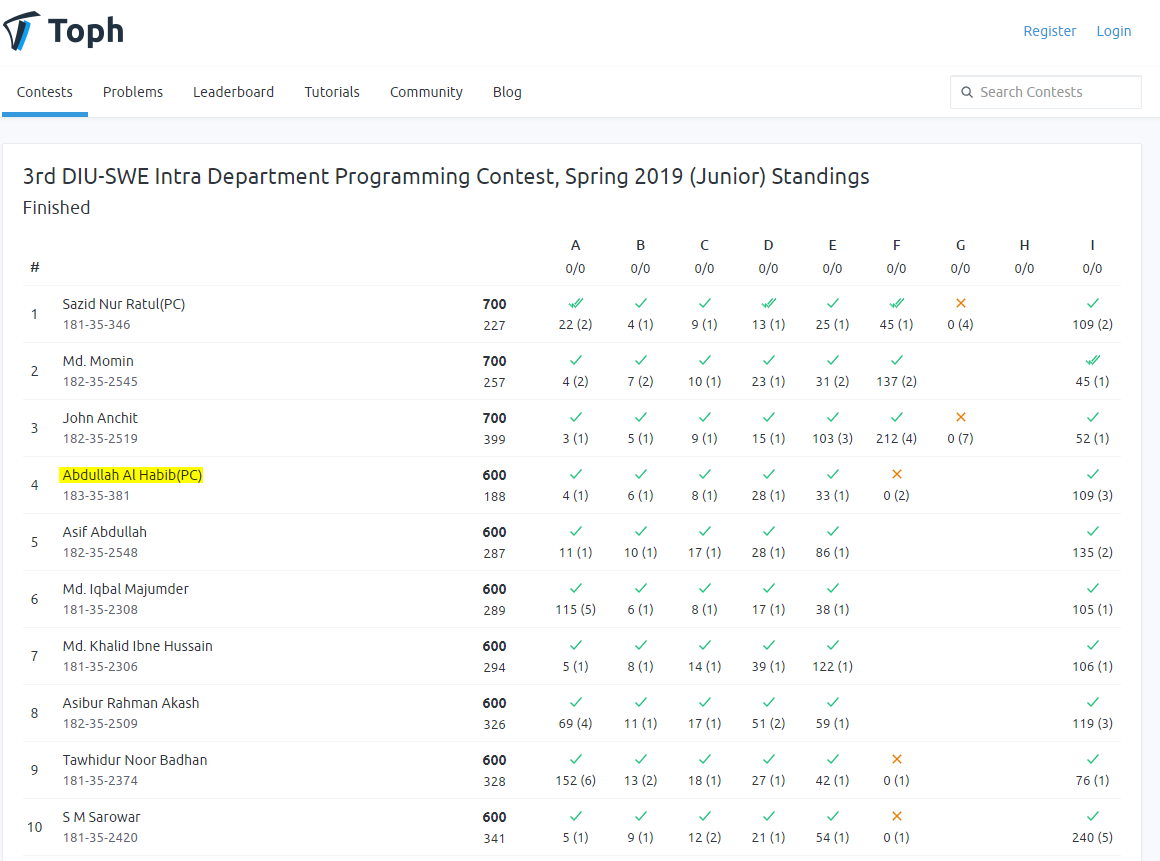 Toph
Register Login
Contests Problems Leaderboard Tutorials Community Blog Search Contests
3rd DIU-SWE Intra Department Programming Contest, Spring 2019 (Junior) Standings
Finished
A B C D E F G H I
# 0/0 0/0 0/0 0/0 0/0 0/0 0/0 0/0 0/0
1 Sazid Nur Ratul(PC) 700
181-35-346 227 22 (2) 4 (1) 9 (1) 13 (1) 25 (1) 45 (1) 0 (4) 109 (2)
2 Md. Momin 700
182-35-2545 257 4 (2) 7 (2) 10 (1) 23 (1) 31 (2) 137 (2) 45 (1)
3 John Anchit 700
182-35-2519 399 3 (1) 5 (1) 9 (1) 15 (1) 103 (3) 212 (4) 0 (7) 52 (1)
4 Abdullah Al Habib(PC) 600
183-35-381 188 4 (1) 6 (1) 8 (1) 28 (1) 33 (1) 0 (2) 109 (3)
5 Asif Abdullah 600
182-35-2548 287 11 (1) 10 (1) 17 (1) 28 (1) 86 (1) 135 (2)
6 Md. Iqbal Majumder 600
181-35-2308 289 115 (5) 6 (1) 8 (1) 17 (1) 38 (1) 105 (1)
7 Md. Khalid Ibne Hussain 600
181-35-2306 294 5 (1) 8 (1) 14 (1) 39 (1) 122 (1) 106 (1)
8 Asibur Rahman Akash 600
182-35-2509 326 69 (4) 11 (1) 17 (1) 51 (2) 59 (1) 119 (3)
9 Tawhidur Noor Badhan 600
181-35-2374 328 152 (6) 13 (2) 18 (1) 27 (1) 42 (1) 0 (1) 76 (1)
10 S M Sarowar 600
181-35-2420 341 5 (1) 9 (1) 12 (2) 21 (1) 54 (1) 0 (1) 240 (5)